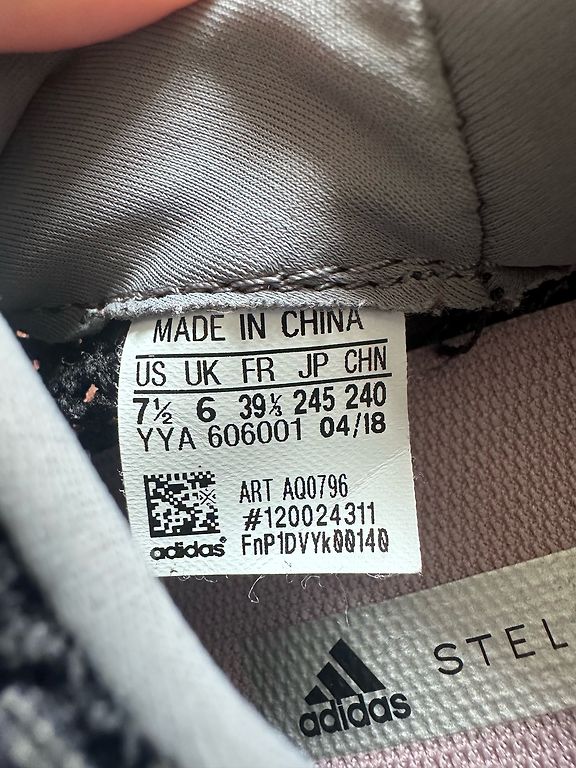 MADE IN CHINA
US UK FR JP CHN
7½ 6 39⅓ 245 240
YYA 606001 04/18
ART AQ0796
#120024311
adidas® FnP1DVYk00140
STEL
adidas